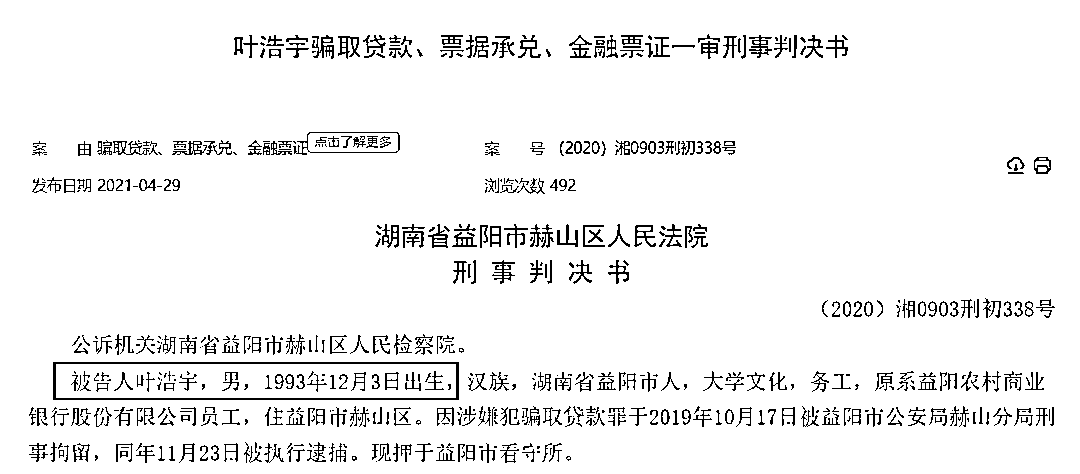 叶浩宇骗取贷款、票据承兑、金融票证一审刑事判决书
案 由 骗取贷款、票据承兑、金融票证 点击了解更多 案 号 (2020) 湘0903刑初338号
发布日期 2021-04-29 浏览次数 492
湖南省益阳市赫山区人民法院
刑 事 判 决 书
(2020) 湘0903刑初338号
公诉机关湖南省益阳市赫山区人民检察院。
被告人叶浩宇，男，1993年12月3日出生，汉族，湖南省益阳市人，大学文化，务工，原系益阳农村商业
银行股份有限公司员工，住益阳市赫山区。因涉嫌犯骗取贷款罪于2019年10月17日被益阳市公安局赫山分局刑
事拘留，同年11月23日被执行逮捕。现押于益阳市看守所。